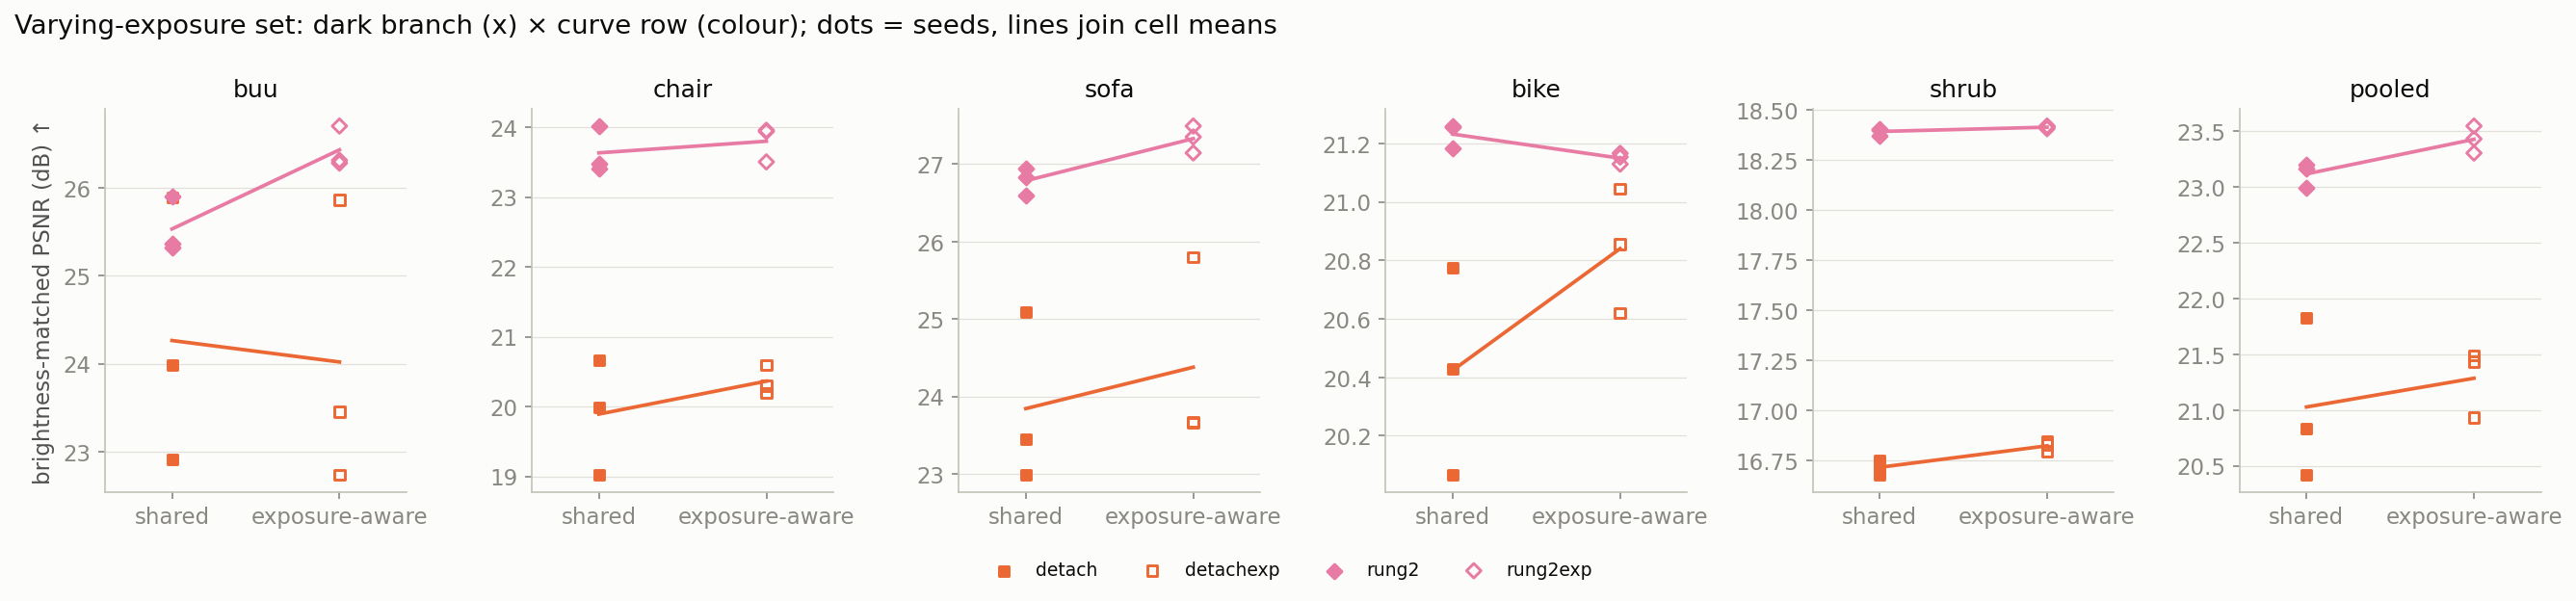 Varying-exposure set: dark branch (x) × curve row (colour); dots = seeds, lines join cell means
buu
chair
sofa
bike
shrub
pooled
brightness-matched PSNR (dB) ↑
26
25
24
23
shared
exposure-aware
24
23
22
21
20
19
shared
exposure-aware
27
26
25
24
23
shared
exposure-aware
21.2
21.0
20.8
20.6
20.4
20.2
shared
exposure-aware
18.50
18.25
18.00
17.75
17.50
17.25
17.00
16.75
shared
exposure-aware
23.5
23.0
22.5
22.0
21.5
21.0
20.5
shared
exposure-aware
detach
detachexp
rung2
rung2exp